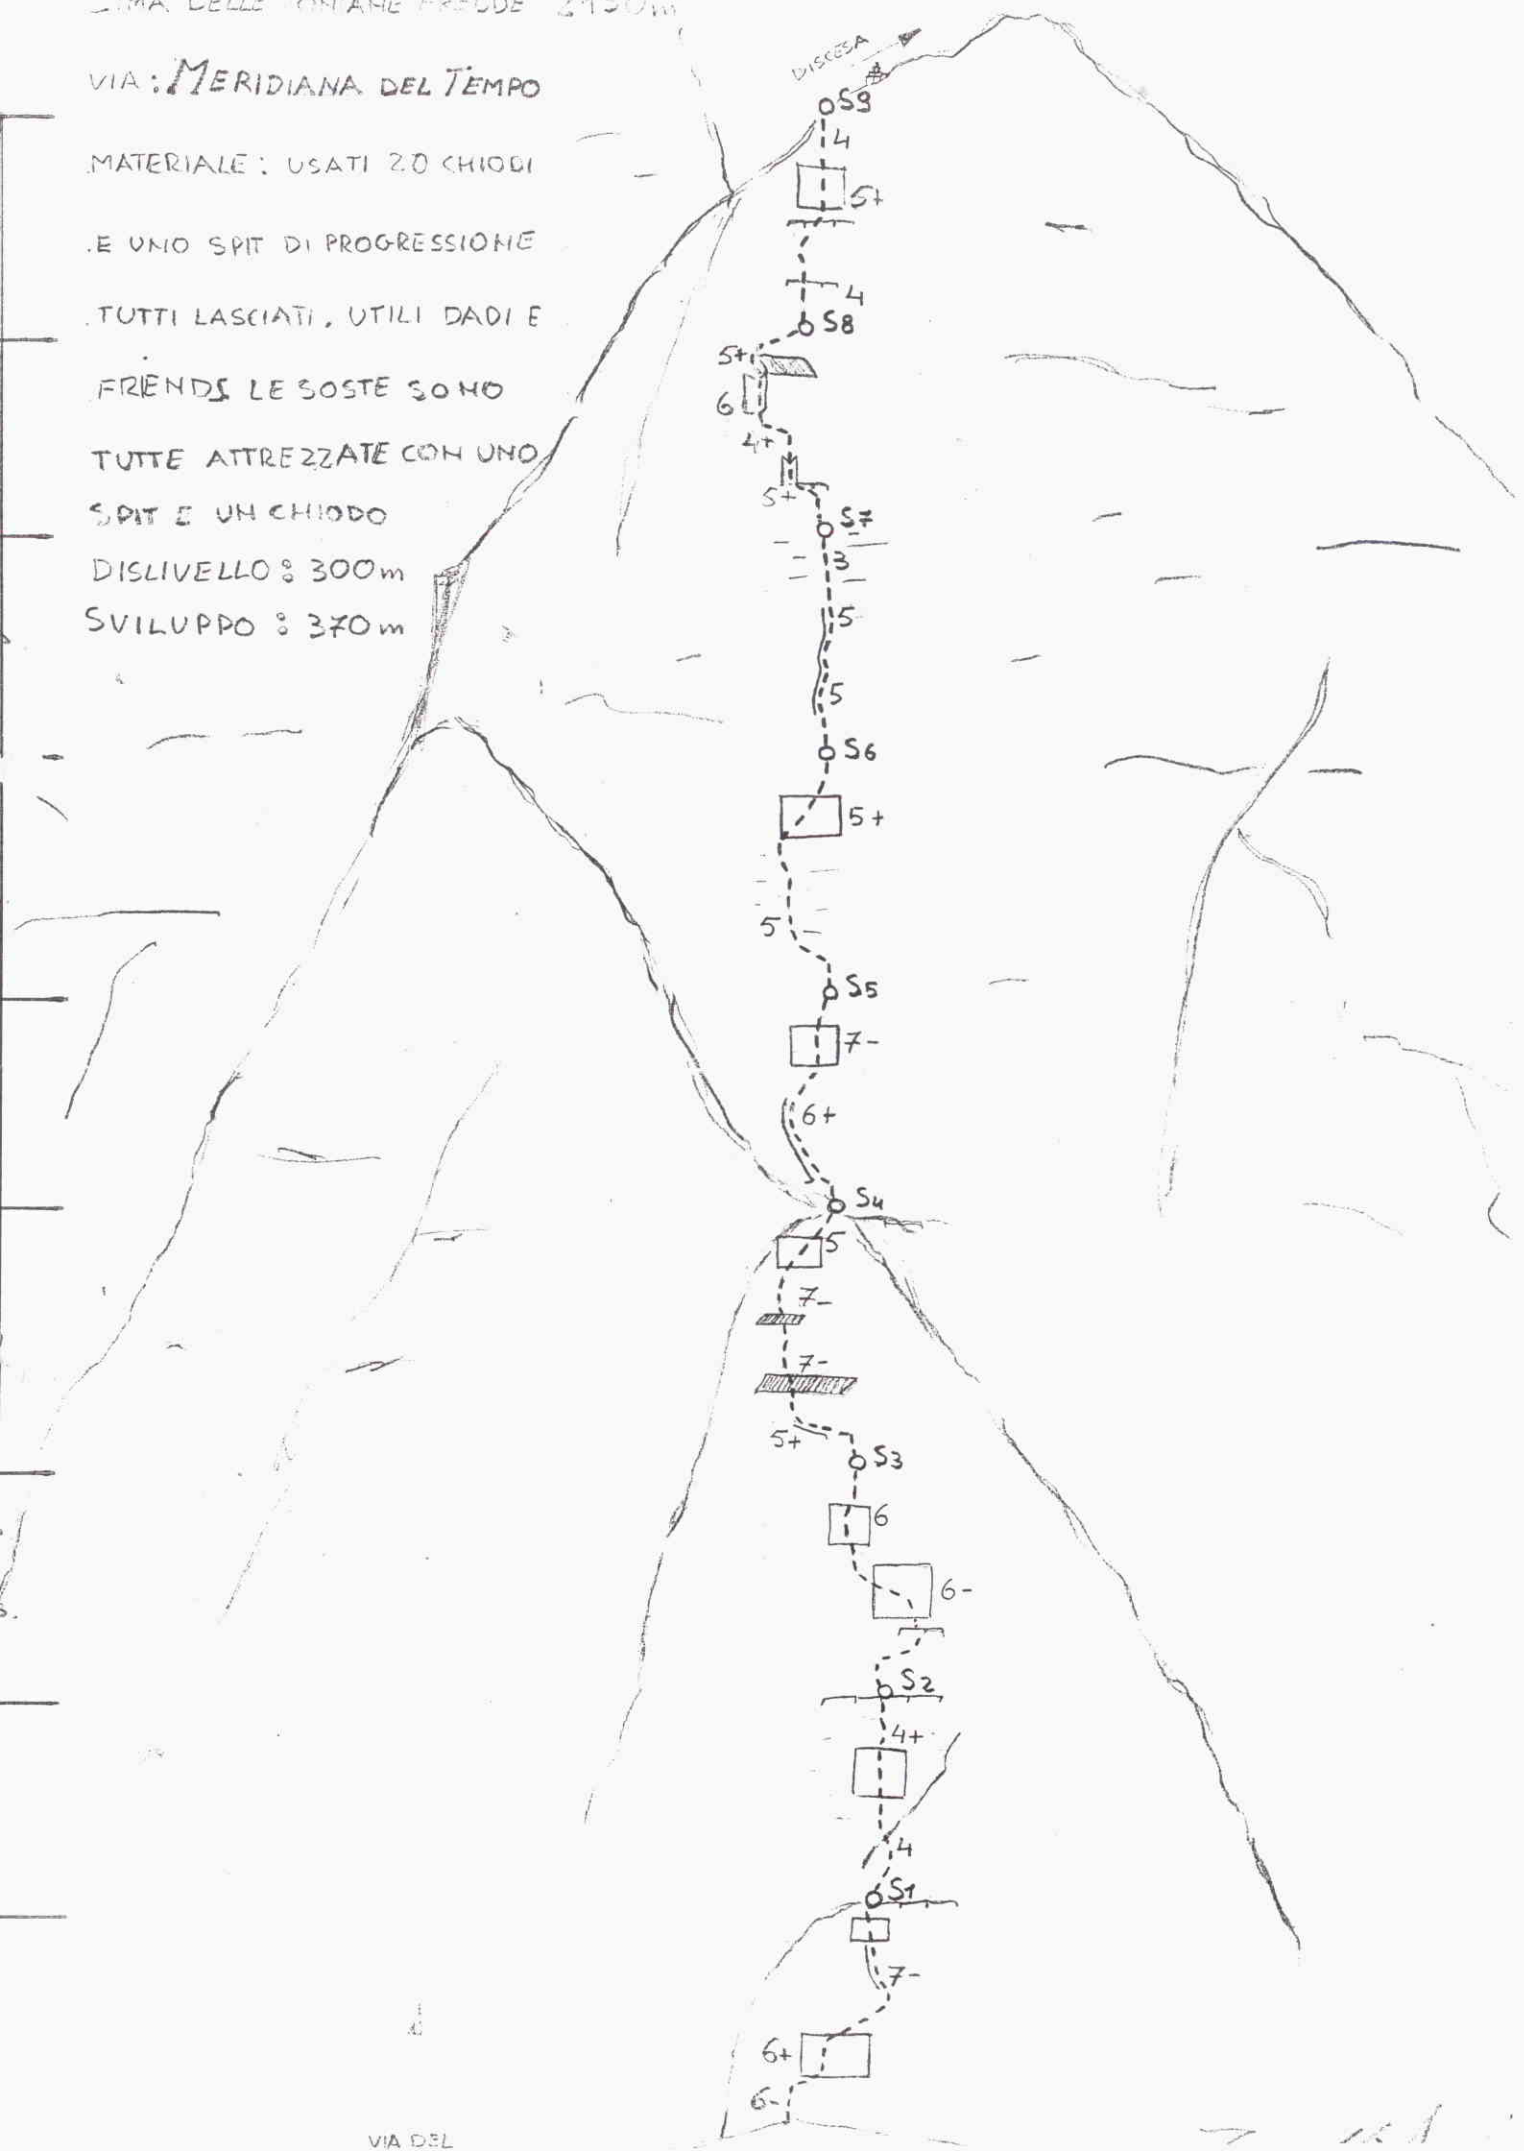 DELLE FREDDE
VIA: MERIDIANA DEL TEMPO
MATERIALE: USATI 20 CHIODI
E UNO SPIT DI PROGRESSIONE
TUTTI LASCIATI. UTILI DADI E
FRIENDS LE SOSTE SONO
TUTTE ATTREZZATE CON UNO
SPIT E UN CHIODO
DISLIVELLO: 300m
SVILUPPO: 370m
DISCESA
S9
4
5+
4
S8
5+
6
4+
5+
S7
3
5
5
S6
5+
5
S5
7-
6+
S4
5
7-
7-
5+
S3
6
6-
S2
4+
4
S1
7-
6+
6-
VIA DEL